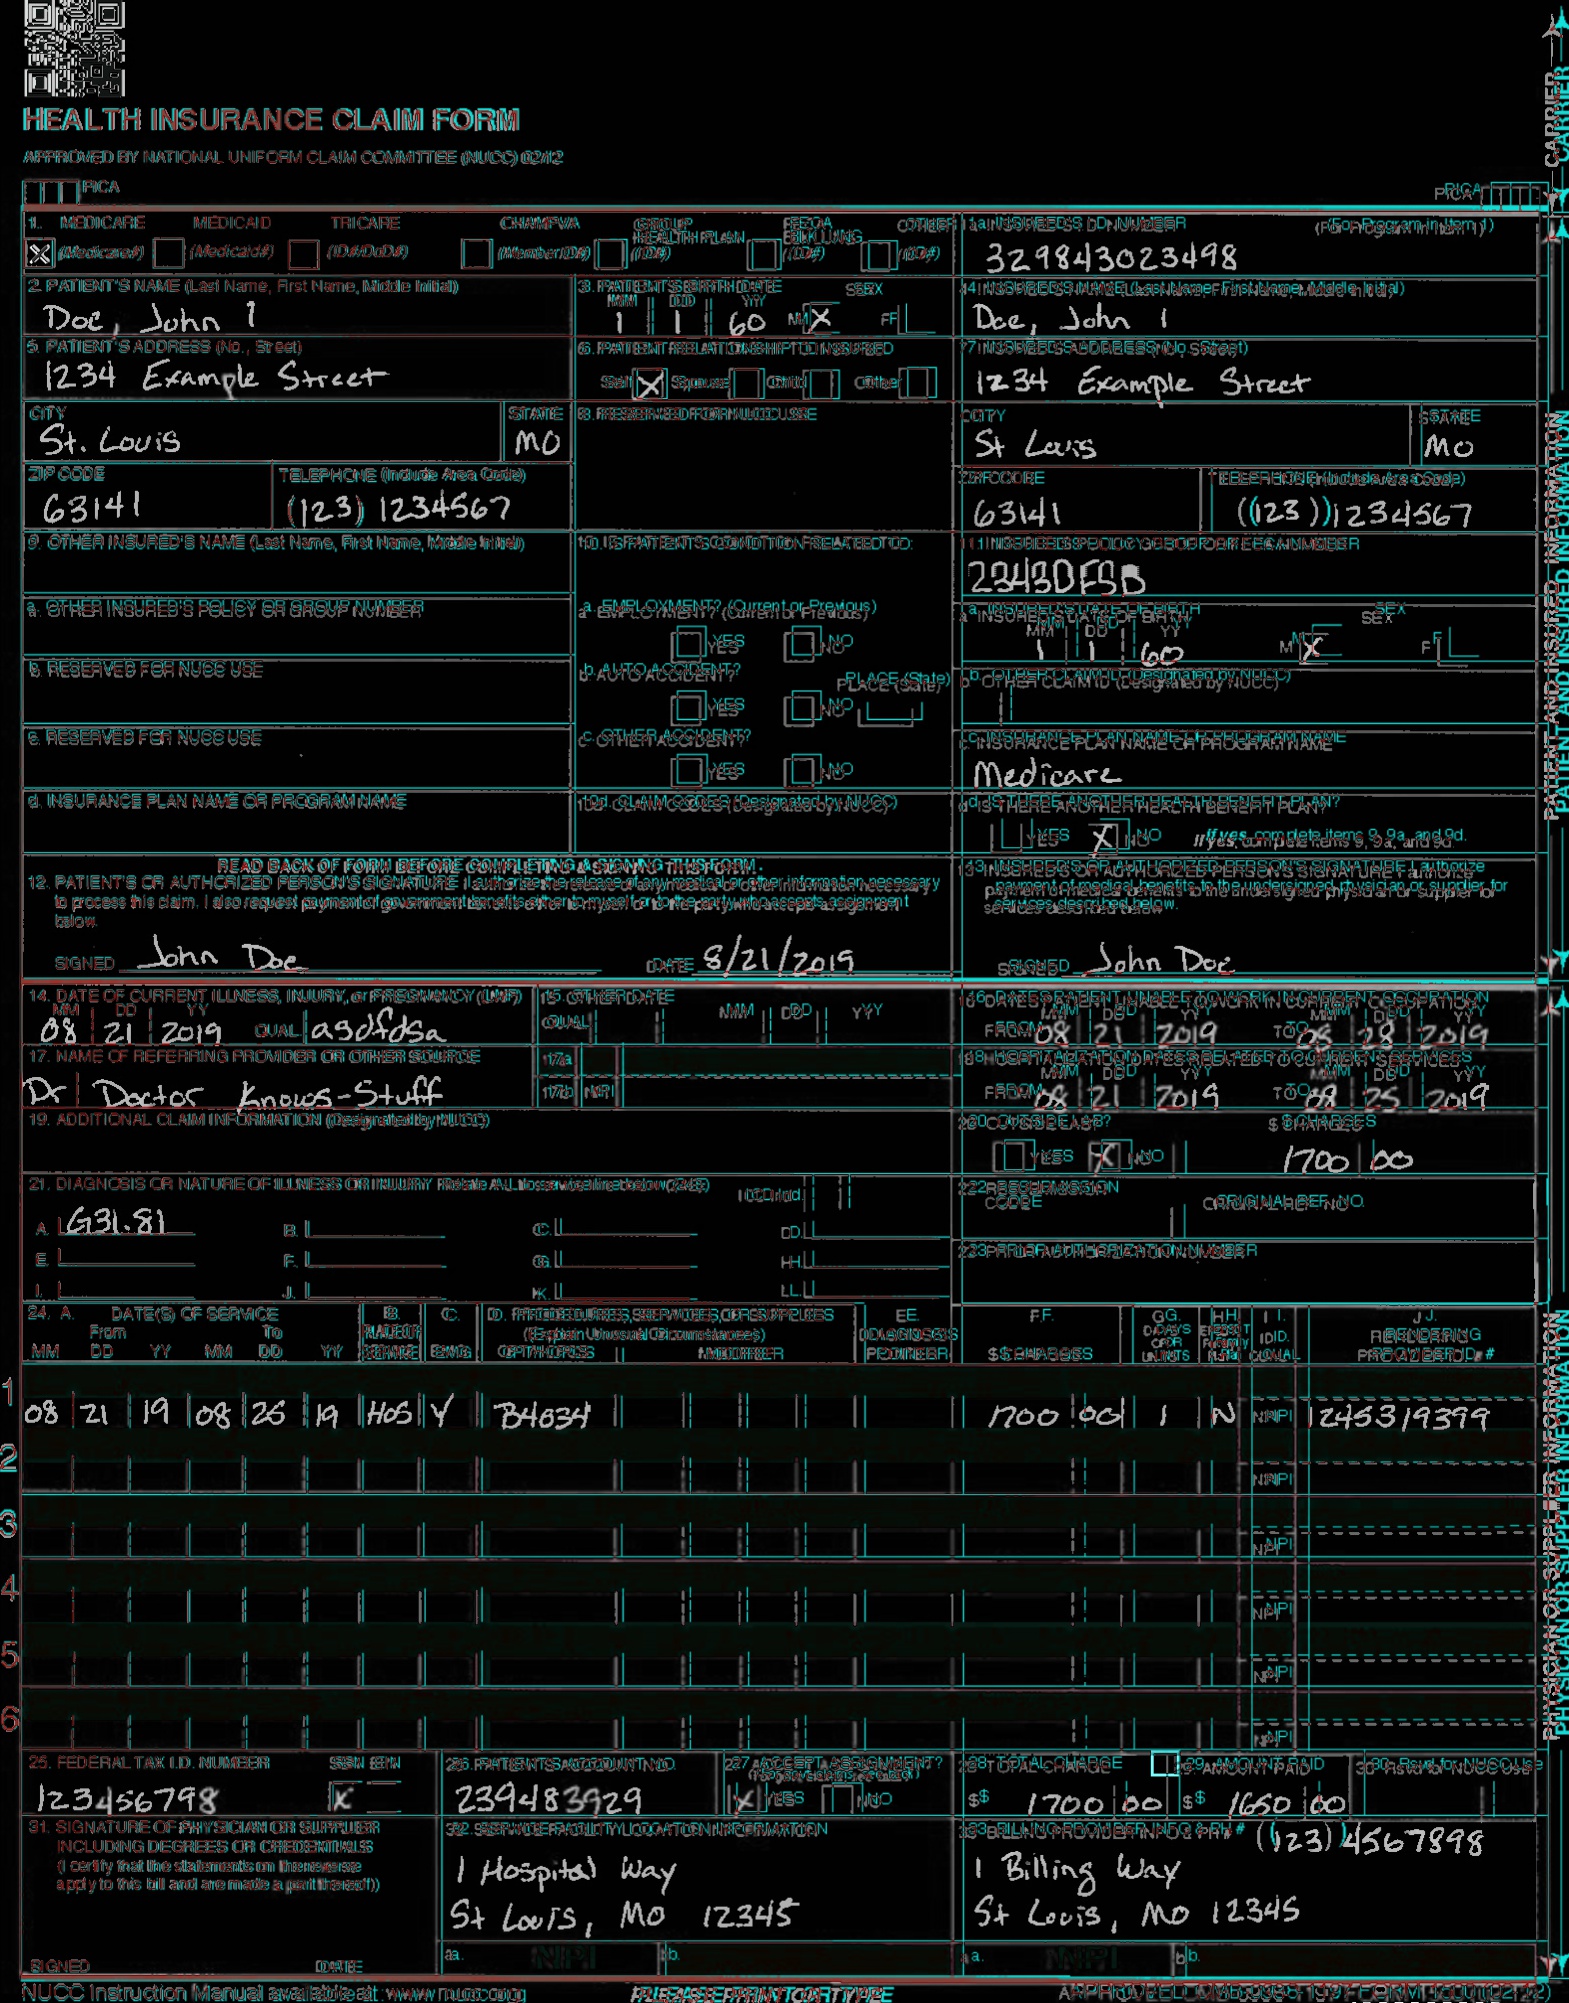 HEALTH INSURANCE CLAIM FORM
APPROVED BY NATIONAL UNIFORM CLAIM COMMITTEE (NUCC) 02/12
PICA
PICA
CARRIER
1. MEDICARE MEDICAID TRICARE CHAMPVA GROUP HEALTH PLAN FECA BLK LUNG OTHER
X (Medicare#) (Medicaid#) (ID#/DoD#) (Member ID#) (ID#) (ID#) (ID#)
1a. INSURED'S I.D. NUMBER (For Program in Item 1)
329843023498
2. PATIENT'S NAME (Last Name, First Name, Middle Initial)
Doe, John I
3. PATIENT'S BIRTH DATE SEX
MM DD YY
1 1 60 M X F
4. INSURED'S NAME (Last Name, First Name, Middle Initial)
Doe, John I
5. PATIENT'S ADDRESS (No., Street)
1234 Example Street
6. PATIENT RELATIONSHIP TO INSURED
Self X Spouse Child Other
7. INSURED'S ADDRESS (No., Street)
1234 Example Street
CITY STATE
St. Louis MO
8. RESERVED FOR NUCC USE
CITY STATE
St Louis MO
ZIP CODE TELEPHONE (Include Area Code)
63141 (123) 1234567
ZIP CODE TELEPHONE (Include Area Code)
63141 (123) 1234567
9. OTHER INSURED'S NAME (Last Name, First Name, Middle Initial)
10. IS PATIENT'S CONDITION RELATED TO:
11. INSURED'S POLICY GROUP OR FECA NUMBER
2343DFSD
a. OTHER INSURED'S POLICY OR GROUP NUMBER
a. EMPLOYMENT? (Current or Previous)
YES NO
a. INSURED'S DATE OF BIRTH SEX
MM DD YY
1 1 60 M X F
b. RESERVED FOR NUCC USE
b. AUTO ACCIDENT? PLACE (State)
YES NO
b. OTHER CLAIM ID (Designated by NUCC)
c. RESERVED FOR NUCC USE
c. OTHER ACCIDENT?
YES NO
c. INSURANCE PLAN NAME OR PROGRAM NAME
Medicare
d. INSURANCE PLAN NAME OR PROGRAM NAME
10d. CLAIM CODES (Designated by NUCC)
d. IS THERE ANOTHER HEALTH BENEFIT PLAN?
YES X NO If yes, complete items 9, 9a, and 9d.
READ BACK OF FORM BEFORE COMPLETING & SIGNING THIS FORM.
12. PATIENT'S OR AUTHORIZED PERSON'S SIGNATURE I authorize the release of any medical or other information necessary
to process this claim. I also request payment of government benefits either to myself or to the party who accepts assignment
below.
SIGNED John Doe DATE 8/21/2019
13. INSURED'S OR AUTHORIZED PERSON'S SIGNATURE I authorize
payment of medical benefits to the undersigned physician or supplier for
services described below.
SIGNED John Doe
PATIENT AND INSURED INFORMATION
14. DATE OF CURRENT ILLNESS, INJURY, or PREGNANCY (LMP)
MM DD YY
08 21 2019 QUAL asdfdsa
15. OTHER DATE
QUAL MM DD YY
16. DATES PATIENT UNABLE TO WORK IN CURRENT OCCUPATION
MM DD YY MM DD YY
FROM 08 21 2019 TO 08 28 2019
17. NAME OF REFERRING PROVIDER OR OTHER SOURCE
Dr Doctor Knows-Stuff
17a
17b NPI
18. HOSPITALIZATION DATES RELATED TO CURRENT SERVICES
MM DD YY MM DD YY
FROM 08 21 2019 TO 08 25 2019
19. ADDITIONAL CLAIM INFORMATION (Designated by NUCC)
20. OUTSIDE LAB? $ CHARGES
YES X NO 1700 00
21. DIAGNOSIS OR NATURE OF ILLNESS OR INJURY Relate A-L to service line below (24E) ICD Ind.
A. G31.81 B. C. D.
E. F. G. H.
I. J. K. L.
22. RESUBMISSION CODE ORIGINAL REF. NO.
23. PRIOR AUTHORIZATION NUMBER
24. A. DATE(S) OF SERVICE B. C. D. PROCEDURES, SERVICES, OR SUPPLIES E. F. G. H. I. J.
From To PLACE OF (Explain Unusual Circumstances) DIAGNOSIS DAYS OR EPSDT ID. RENDERING
MM DD YY MM DD YY SERVICE EMG CPT/HCPCS MODIFIER POINTER $ CHARGES UNITS QUAL PROVIDER ID. #
1
08 21 19 08 26 19 HOS Y B4034 1700 00 1 N NPI 1245319399
2 NPI
3 NPI
4 NPI
5 NPI
6 NPI
25. FEDERAL TAX I.D. NUMBER SSN EIN
123456798 X
26. PATIENT'S ACCOUNT NO.
239483929
27. ACCEPT ASSIGNMENT?
X YES NO
28. TOTAL CHARGE
$ 1700 00
29. AMOUNT PAID
$ 1650 00
30. Rsvd for NUCC Use
31. SIGNATURE OF PHYSICIAN OR SUPPLIER
INCLUDING DEGREES OR CREDENTIALS
(I certify that the statements on the reverse
apply to this bill and are made a part thereof.)
SIGNED DATE
32. SERVICE FACILITY LOCATION INFORMATION
1 Hospital Way
St Louis, MO 12345
a. NPI b.
33. BILLING PROVIDER INFO & PH # (123) 4567898
1 Billing Way
St Louis, MO 12345
a. NPI b.
PHYSICIAN OR SUPPLIER INFORMATION
NUCC Instruction Manual available at: www.nucc.org
PLEASE PRINT OR TYPE